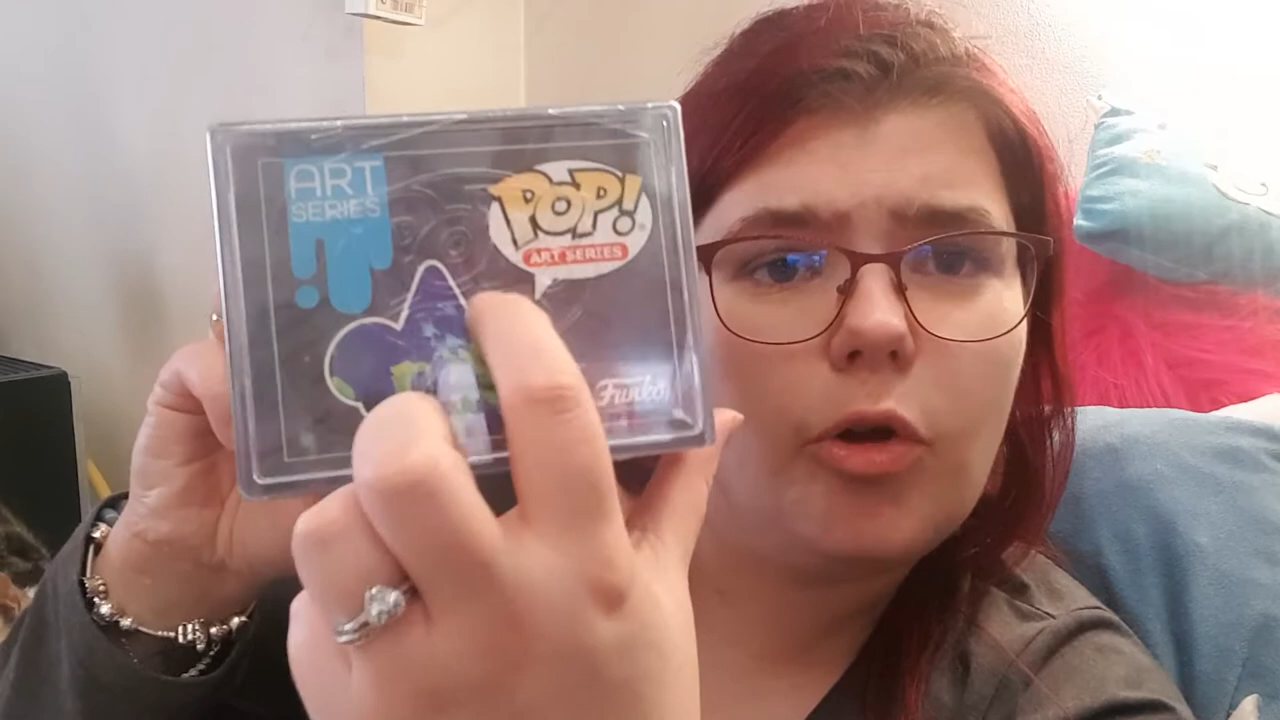 ART
SERIES
POP!
ART SERIES
Funko